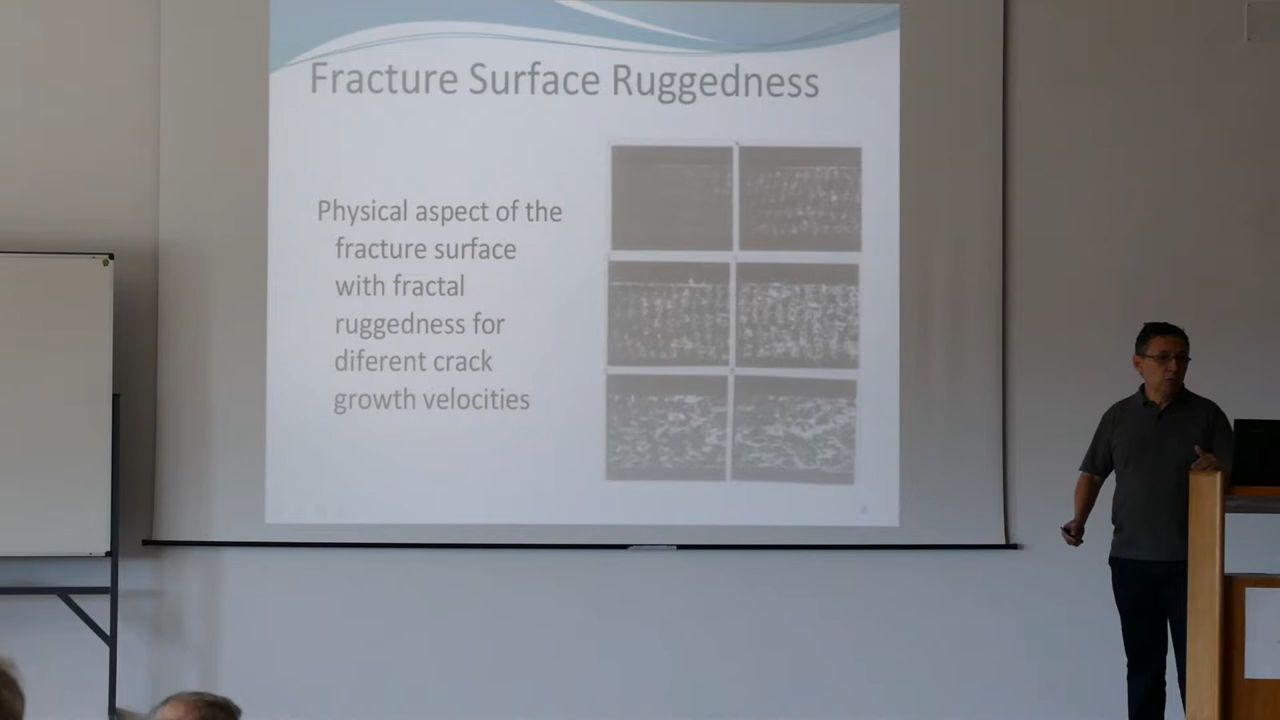 Fracture Surface Ruggedness
Physical aspect of the
fracture surface
with fractal
ruggedness for
diferent crack
growth velocities